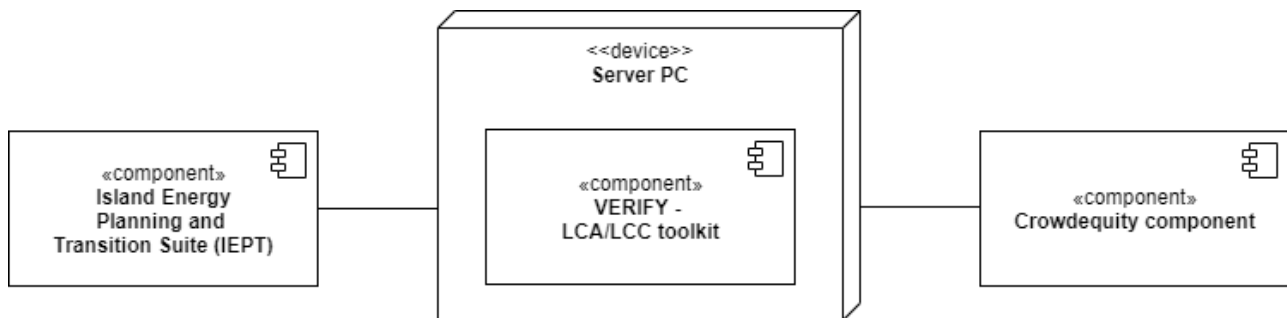 <<device>>
Server PC
«component»
Island Energy
Planning and
Transition Suite (IEPT)
«component»
VERIFY -
LCA/LCC toolkit
«component»
Crowdequity component